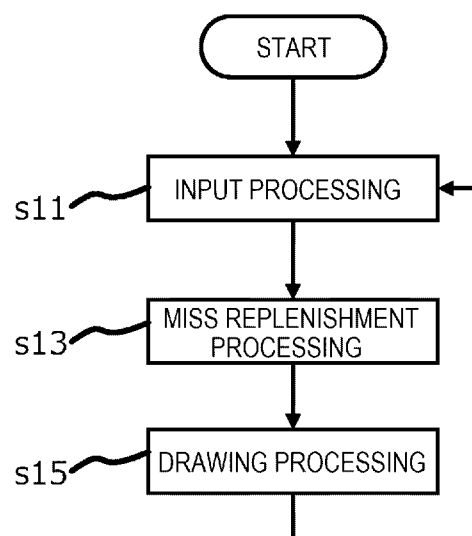 START
s11
INPUT PROCESSING
s13
MISS REPLENISHMENT
PROCESSING
s15
DRAWING PROCESSING